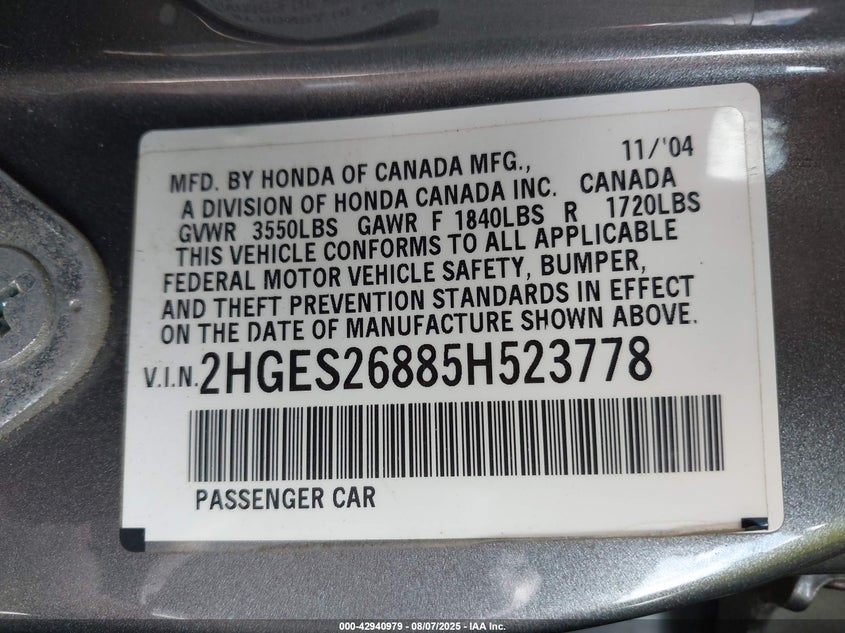 MFD. BY HONDA OF CANADA MFG., 11/'04
A DIVISION OF HONDA CANADA INC. CANADA
GVWR 3550LBS GAWR F 1840LBS R 1720LBS
THIS VEHICLE CONFORMS TO ALL APPLICABLE
FEDERAL MOTOR VEHICLE SAFETY, BUMPER,
AND THEFT PREVENTION STANDARDS IN EFFECT
ON THE DATE OF MANUFACTURE SHOWN ABOVE.
V.I.N. 2HGES26885H523778
PASSENGER CAR
000-42940979 - 08/07/2025 - IAA Inc.